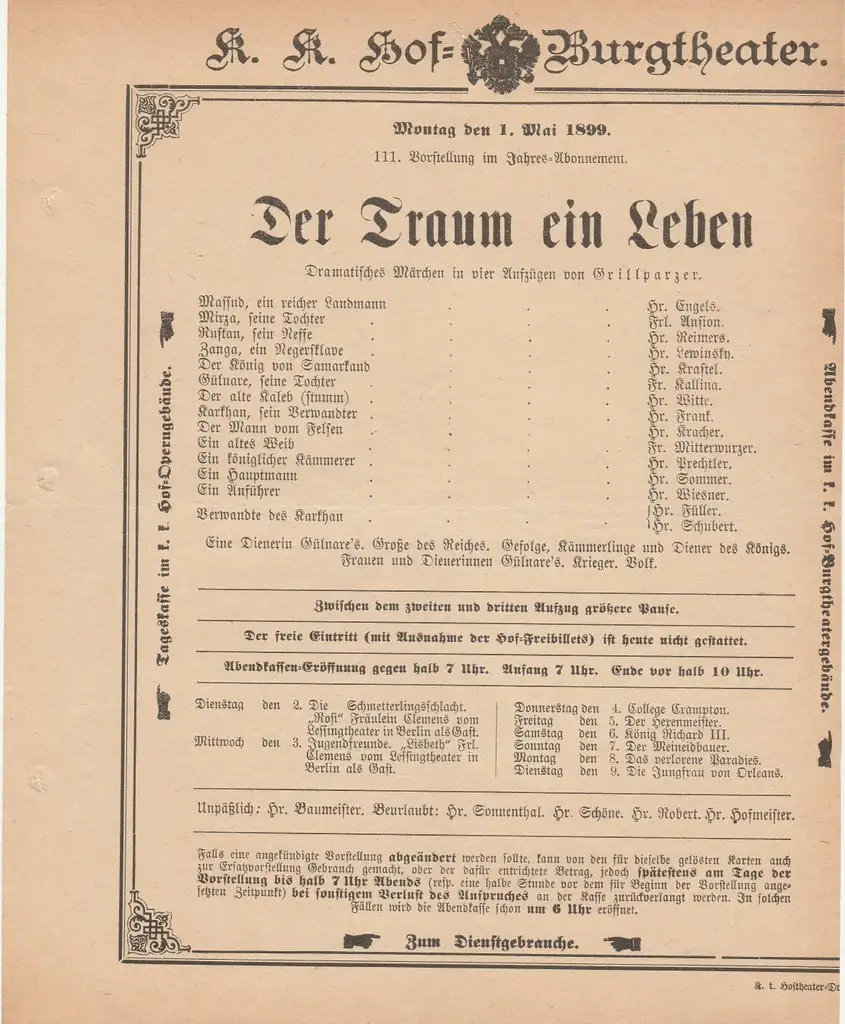 K. K. Hof-Burgtheater.
Montag den 1. Mai 1899.
111. Vorstellung im Jahres-Abonnement.
Der Traum ein Leben
Dramatisches Märchen in vier Aufzügen von Grillparzer.
Massud, ein reicher Landmann . . . Hr. Engels.
Mirza, seine Tochter . . . . Frl. Ansion.
Rustan, sein Neffe . . . . Hr. Reimers.
Zanga, ein Negersklave . . . . Hr. Lewinsky.
Der König von Samarkand . . . Hr. Krastel.
Gülnare, seine Tochter . . . . Fr. Kallina.
Der alte Kaleb (stumm) . . . . Hr. Witte.
Karkhan, sein Verwandter . . . . Hr. Frank.
Der Mann vom Felsen . . . . Hr. Kracher.
Ein altes Weib . . . . Fr. Mitterwurzer.
Ein königlicher Kämmerer . . . . Hr. Prechtler.
Ein Hauptmann . . . . Hr. Sommer.
Ein Anführer . . . . Hr. Wiesner.
Verwandte des Karkhan . . . . {Hr. Füller.
{Hr. Schubert.
Eine Dienerin Gülnare's. Große des Reiches. Gefolge, Kämmerlinge und Diener des Königs.
Frauen und Dienerinnen Gülnare's. Krieger. Volk.
Zwischen dem zweiten und dritten Aufzug größere Pause.
Der freie Eintritt (mit Ausnahme der Hof-Freibillets) ist heute nicht gestattet.
Abendkassen-Eröffnung gegen halb 7 Uhr. Anfang 7 Uhr. Ende vor halb 10 Uhr.
Dienstag den 2. Die Schmetterlingsschlacht.
„Rosi“ Fräulein Clemens vom
Lessingtheater in Berlin als Gast.
Mittwoch den 3. Jugendfreunde. „Lisbeth“ Frl.
Clemens vom Lessingtheater in
Berlin als Gast.
Donnerstag den 4. College Crampton.
Freitag den 5. Der Hexenmeister.
Samstag den 6. König Richard III.
Sonntag den 7. Der Meineidbauer.
Montag den 8. Das verlorene Paradies.
Dienstag den 9. Die Jungfrau von Orleans.
Unpäßlich: Hr. Baumeister. Beurlaubt: Hr. Sonnenthal. Hr. Schöne. Hr. Robert. Hr. Hofmeister.
Falls eine angekündigte Vorstellung abgeändert werden sollte, kann von den für dieselbe gelösten Karten auch
zur Ersatzvorstellung Gebrauch gemacht, oder der dafür entrichtete Betrag, jedoch spätestens am Tage der
Vorstellung bis halb 7 Uhr Abends (resp. eine halbe Stunde vor dem für Beginn der Vorstellung ange-
setzten Zeitpunkt) bei sonstigem Verlust des Anspruches an der Kasse zurückverlangt werden. In solchen
Fällen wird die Abendkasse schon um 6 Uhr eröffnet.
Zum Dienstgebrauche.
Tageskasse im k. k. Hof-Operngebäude.
Abendkasse im k. k. Hof-Burgtheatergebäude.
K. k. Hoftheater-Dr